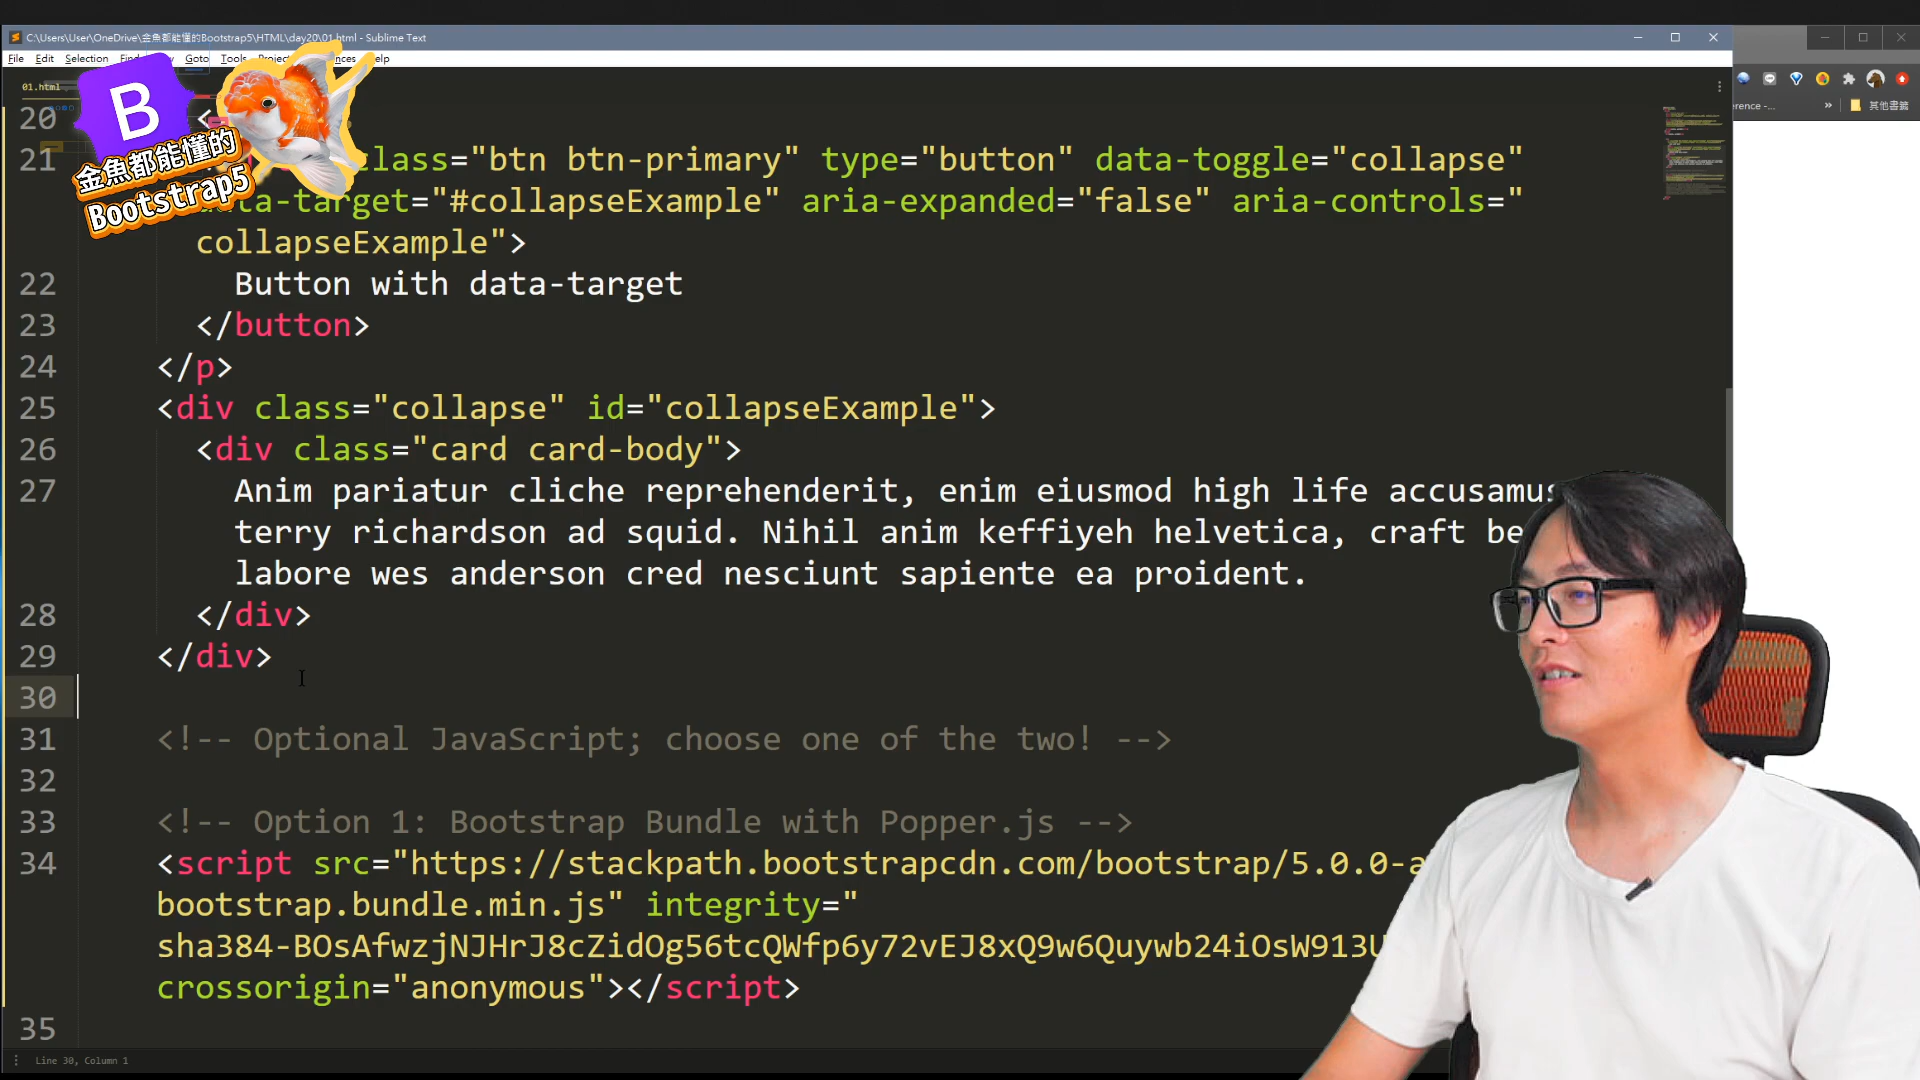 C:\Users\User\OneDrive\金魚都能懂的Bootstrap5\HTML\day20\01.html - Sublime Text
File Edit Selection Goto Tools
01.html
B
金魚都能懂的
Bootstrap5
20 <
21 class="btn btn-primary" type="button" data-toggle="collapse"
data-target="#collapseExample" aria-expanded="false" aria-controls="
collapseExample">
22 Button with data-target
23 </button>
24 </p>
25 <div class="collapse" id="collapseExample">
26 <div class="card card-body">
27 Anim pariatur cliche reprehenderit, enim eiusmod high life accusamus
terry richardson ad squid. Nihil anim keffiyeh helvetica, craft be
labore wes anderson cred nesciunt sapiente ea proident.
28 </div>
29 </div>
30
31 <!-- Optional JavaScript; choose one of the two! -->
32
33 <!-- Option 1: Bootstrap Bundle with Popper.js -->
34 <script src="https://stackpath.bootstrapcdn.com/bootstrap/5.0.0-a
bootstrap.bundle.min.js" integrity="
sha384-BOsAfwzjNJHrJ8cZidOg56tcQWfp6y72vEJ8xQ9w6Quywb24iOsW913U
crossorigin="anonymous"></script>
35
Line 30, Column 1
erence -...
» 其他書籤